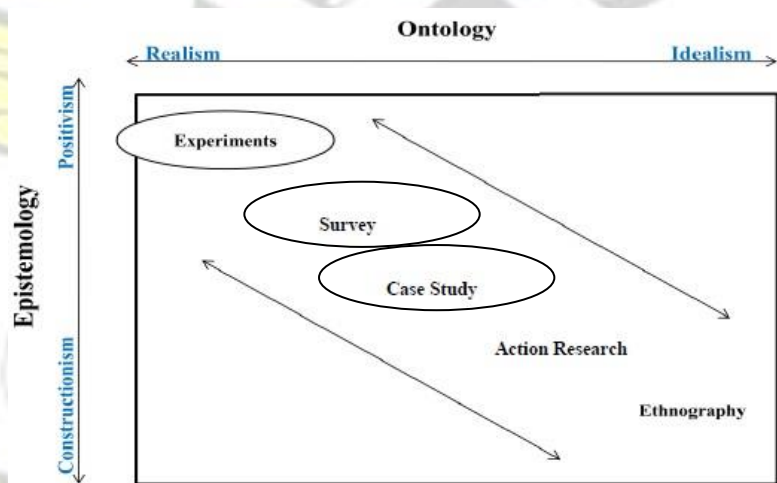 Ontology
Realism
Idealism
Epistemology
Positivism
Constructionism
Experiments
Survey
Case Study
Action Research
Ethnography